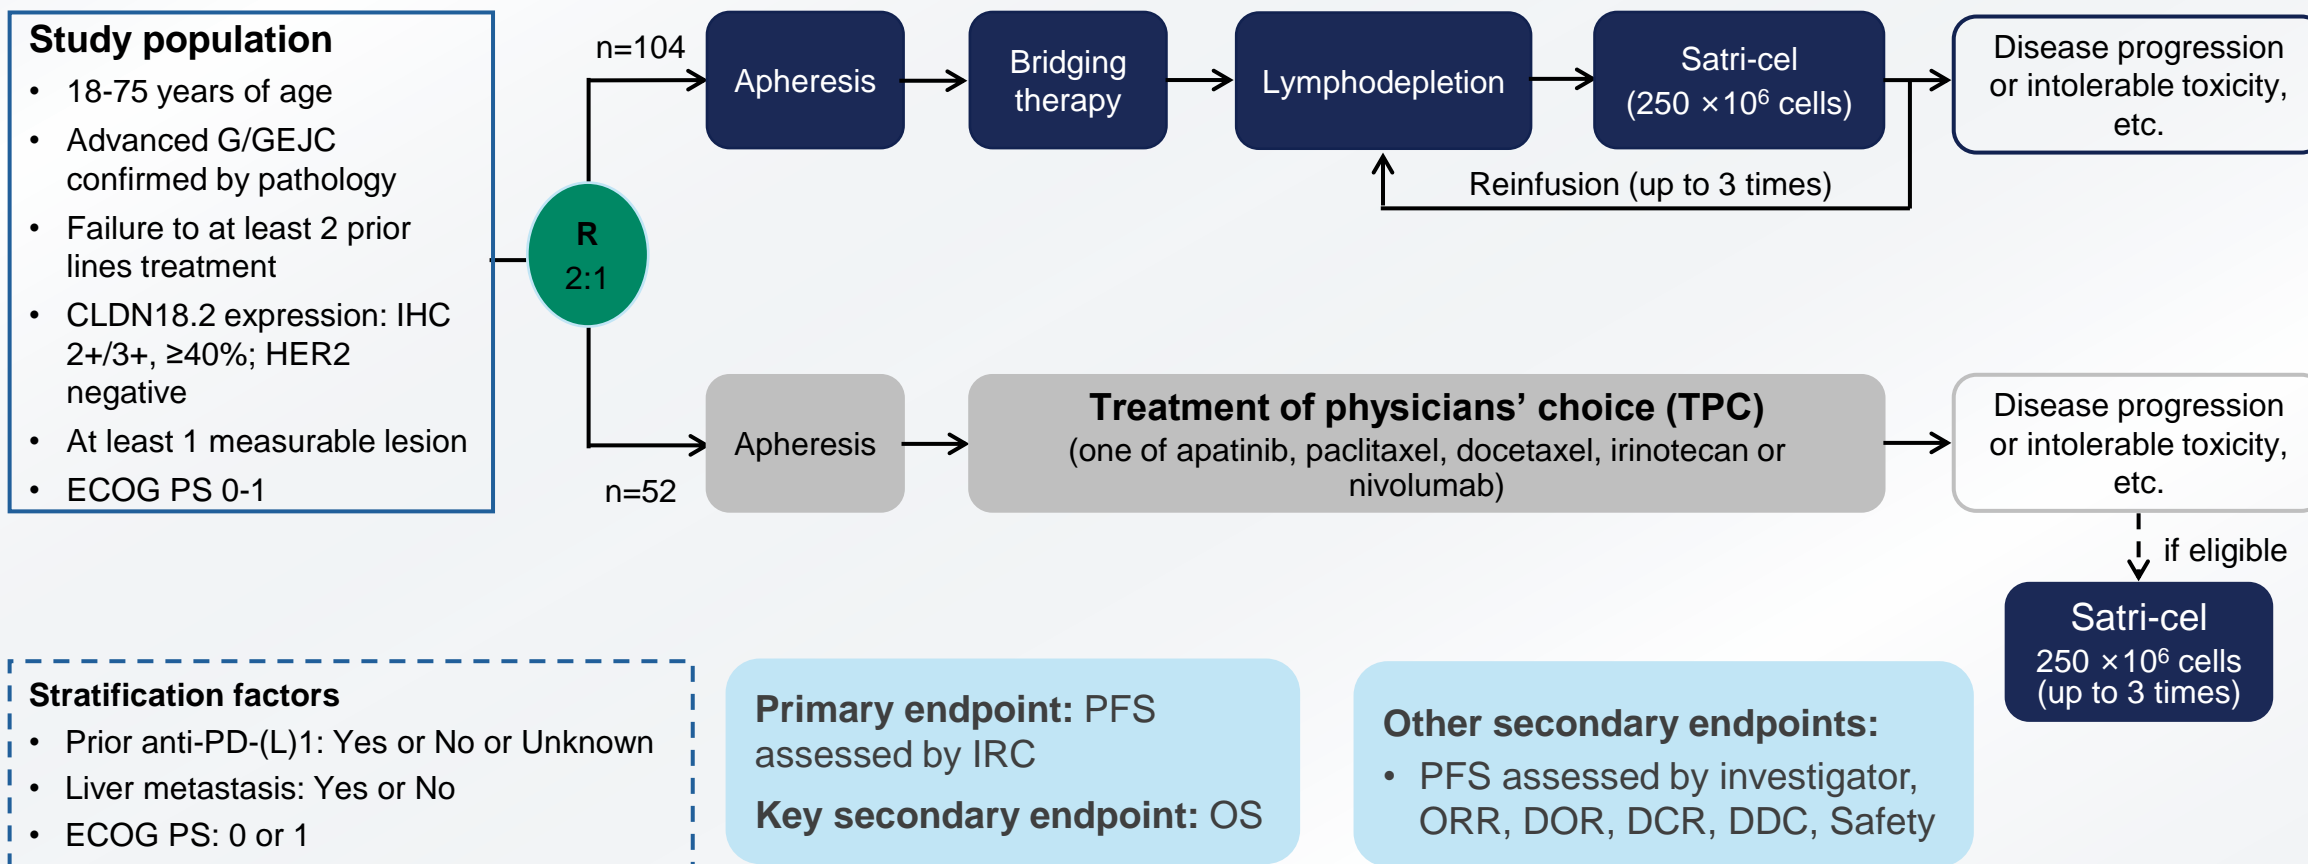 Study population
• 18-75 years of age
• Advanced G/GEJC
confirmed by pathology
• Failure to at least 2 prior
lines treatment
• CLDN18.2 expression: IHC
2+/3+, ≥40%; HER2
negative
• At least 1 measurable lesion
• ECOG PS 0-1
R
2:1
n=104
Apheresis
Bridging
therapy
Lymphodepletion
Satri-cel
(250 ×10⁶ cells)
Disease progression
or intolerable toxicity,
etc.
Reinfusion (up to 3 times)
n=52
Apheresis
Treatment of physicians’ choice (TPC)
(one of apatinib, paclitaxel, docetaxel, irinotecan or
nivolumab)
Disease progression
or intolerable toxicity,
etc.
if eligible
Satri-cel
250 ×10⁶ cells
(up to 3 times)
Stratification factors
• Prior anti-PD-(L)1: Yes or No or Unknown
• Liver metastasis: Yes or No
• ECOG PS: 0 or 1
Primary endpoint: PFS
assessed by IRC
Key secondary endpoint: OS
Other secondary endpoints:
• PFS assessed by investigator,
ORR, DOR, DCR, DDC, Safety